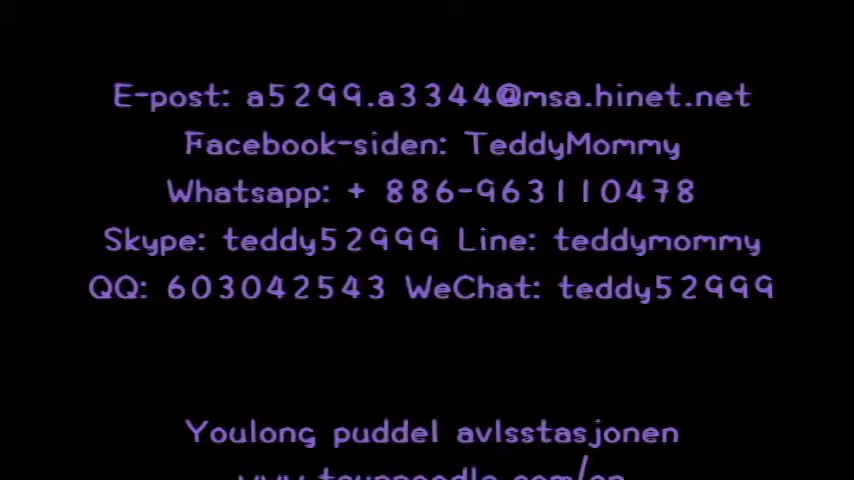 E-post: a5299.a3344@msa.hinet.net
Facebook-siden: TeddyMommy
Whatsapp: + 886-963110478
Skype: teddy52999 Line: teddymommy
QQ: 603042543 WeChat: teddy52999
Youlong puddel avlsstasjonen